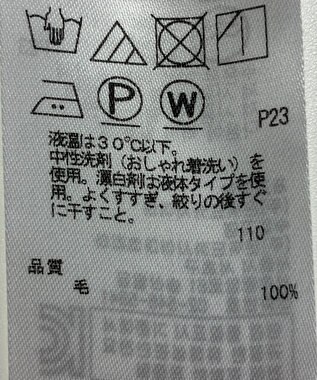 P
W
P23
液温は30℃以下。
中性洗剤（おしゃれ着洗い）を
使用。漂白剤は液体タイプを使
用。よくすすぎ、絞りの後すぐ
に干すこと。
110
品質
毛 100%